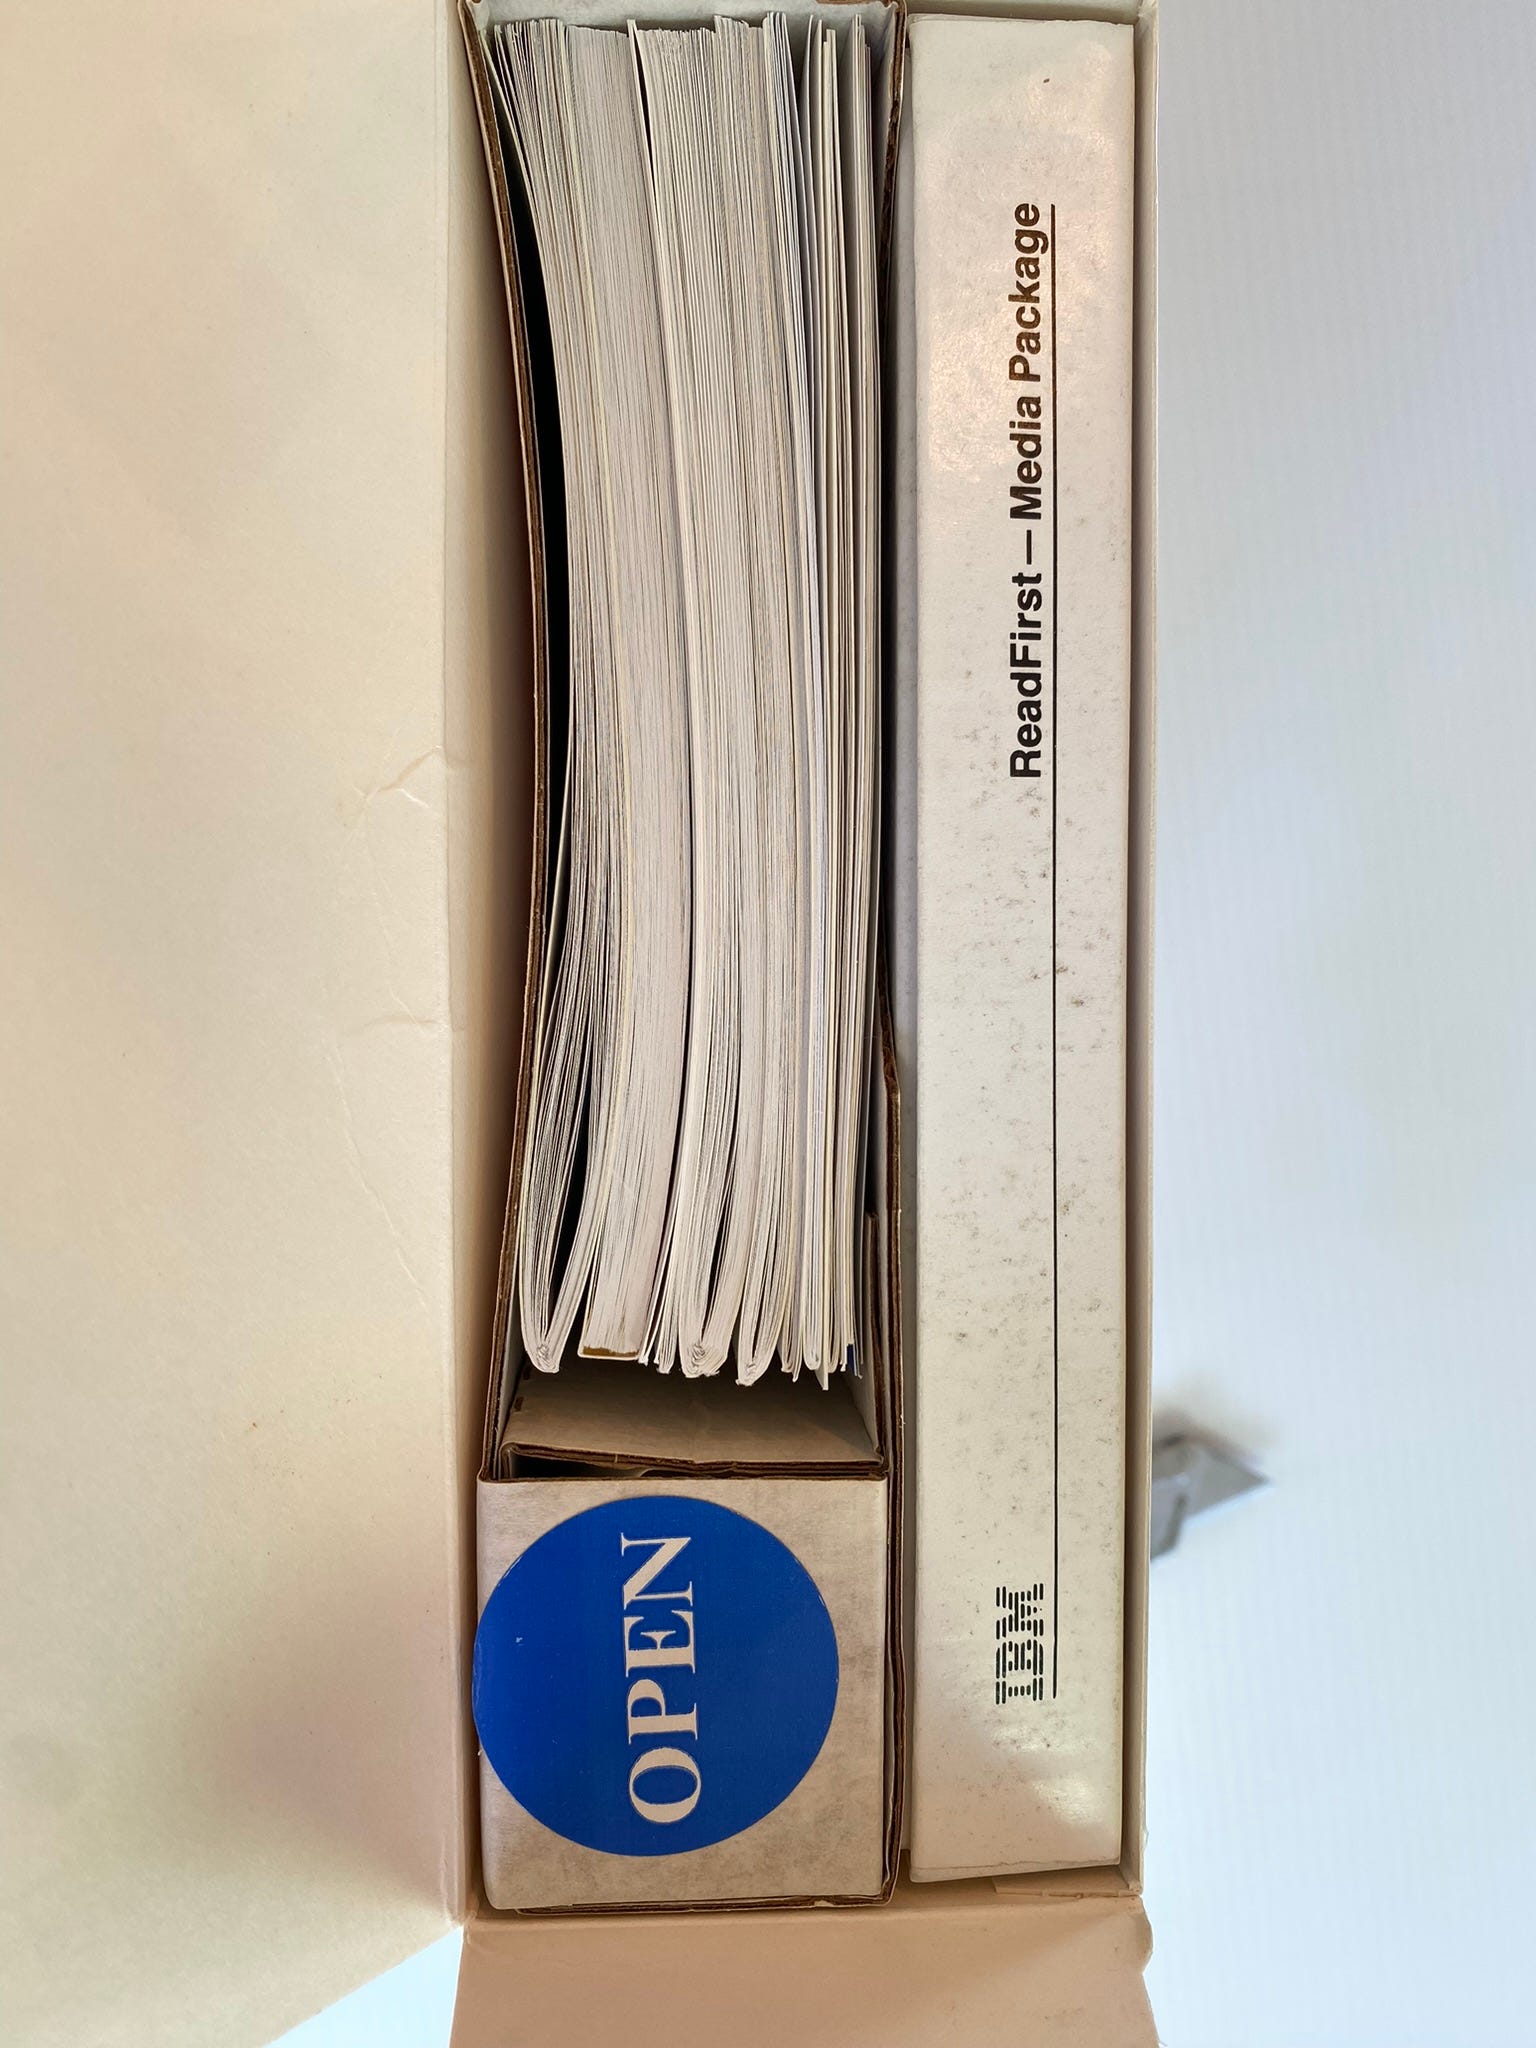 ReadFirst — Media Package
IBM
OPEN